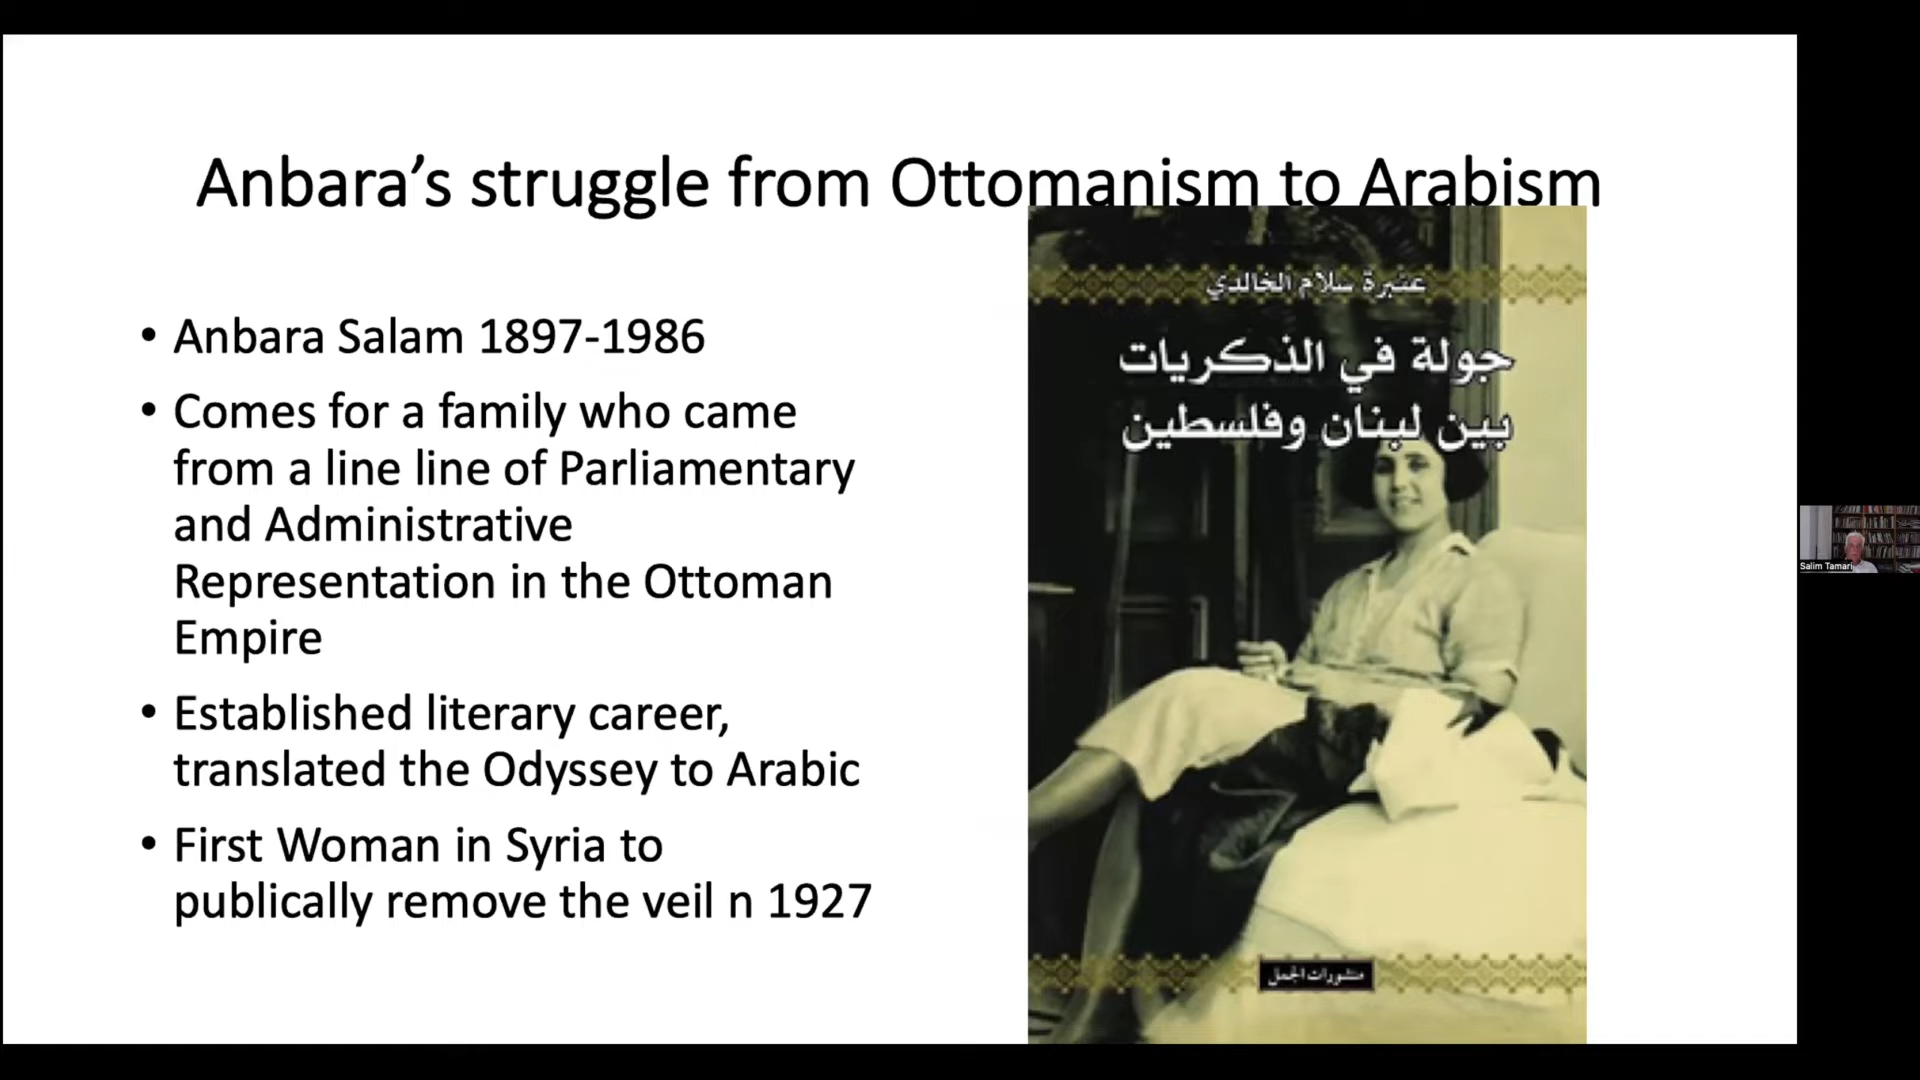 Anbara’s struggle from Ottomanism to Arabism
• Anbara Salam 1897-1986
• Comes for a family who came
from a line line of Parliamentary
and Administrative
Representation in the Ottoman
Empire
• Established literary career,
translated the Odyssey to Arabic
• First Woman in Syria to
publically remove the veil n 1927
عنبرة سلام الخالدي
جولة في الذكريات
بين لبنان وفلسطين
منشورات الجمل
Salim Tamari